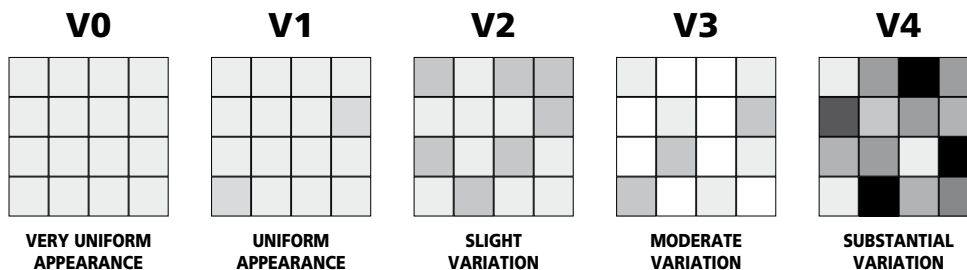 V0 V1 V2 V3 V4
VERY UNIFORM APPEARANCE
UNIFORM APPEARANCE
SLIGHT VARIATION
MODERATE VARIATION
SUBSTANTIAL VARIATION